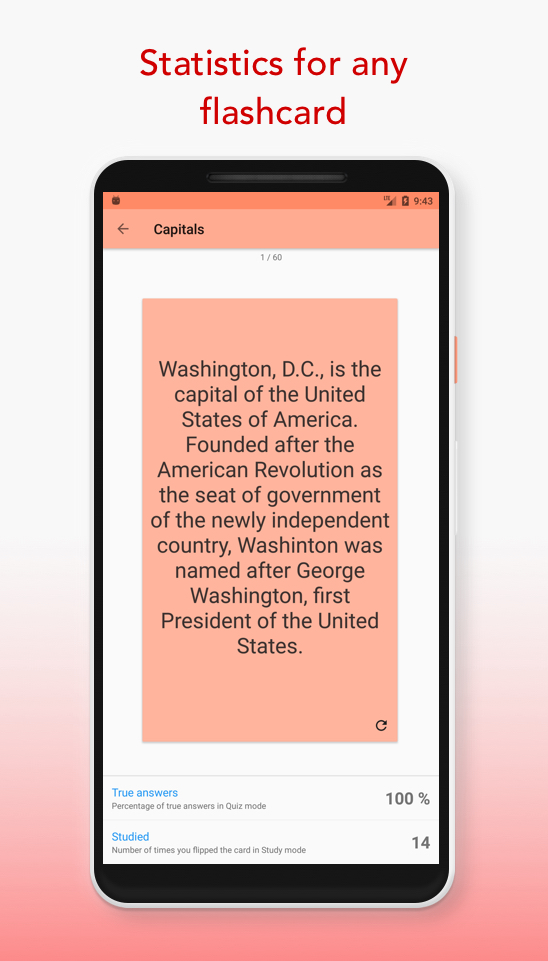 Statistics for any
flashcard
LTE 9:43
Capitals
1 / 60
Washington, D.C., is the
capital of the United
States of America.
Founded after the
American Revolution as
the seat of government
of the newly independent
country, Washinton was
named after George
Washington, first
President of the United
States.
True answers
100 %
Percentage of true answers in Quiz mode
Studied
14
Number of times you flipped the card in Study mode